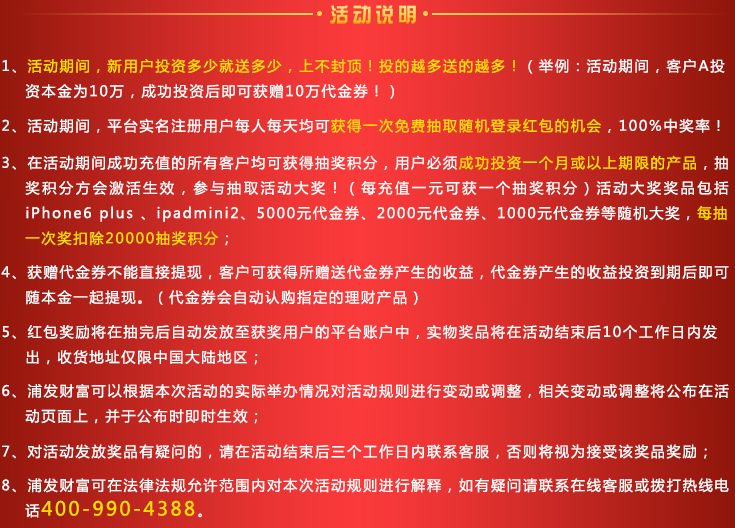 活动说明
1、活动期间，新用户投资多少就送多少，上不封顶！投的越多送的越多！（举例：活动期间，客户A投
资本金为10万，成功投资后即可获赠10万代金券！）
2、活动期间，平台实名注册用户每人每天均可获得一次免费抽取随机登录红包的机会，100%中奖率！
3、在活动期间成功充值的所有客户均可获得抽奖积分，用户必须成功投资一个月或以上期限的产品，抽
奖积分方会激活生效，参与抽取活动大奖！（每充值一元可获一个抽奖积分）活动大奖奖品包括
iPhone6 plus 、ipadmini2、5000元代金券、2000元代金券、1000元代金券等随机大奖，每抽
一次奖扣除20000抽奖积分；
4、获赠代金券不能直接提现，客户可获得所赠送代金券产生的收益，代金券产生的收益投资到期后即可
随本金一起提现。（代金券会自动认购指定的理财产品）
5、红包奖励将在抽完后自动发放至获奖用户的平台账户中，实物奖品将在活动结束后10个工作日内发
出，收货地址仅限中国大陆地区；
6、浦发财富可以根据本次活动的实际举办情况对活动规则进行变动或调整，相关变动或调整将公布在活
动页面上，并于公布时即时生效；
7、对活动发放奖品有疑问的，请在活动结束后三个工作日内联系客服，否则将视为接受该奖品奖励；
8、浦发财富可在法律法规允许范围内对本次活动规则进行解释，如有疑问请联系在线客服或拨打热线电
话400-990-4388。